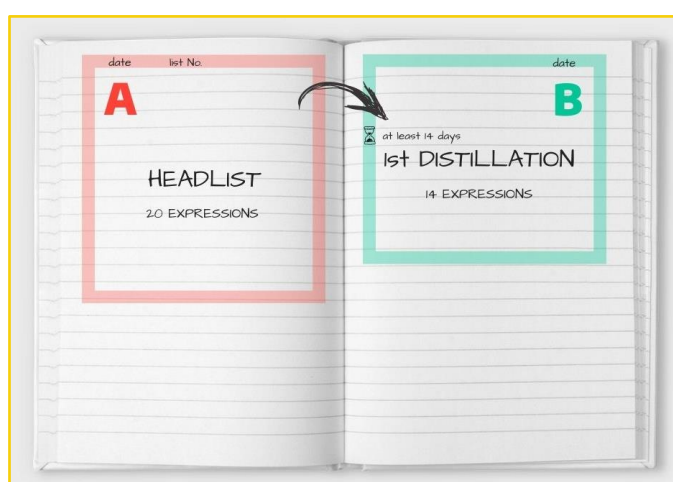 date list No.
A
HEADLIST
20 EXPRESSIONS
date
B
at least 14 days
1st DISTILLATION
14 EXPRESSIONS